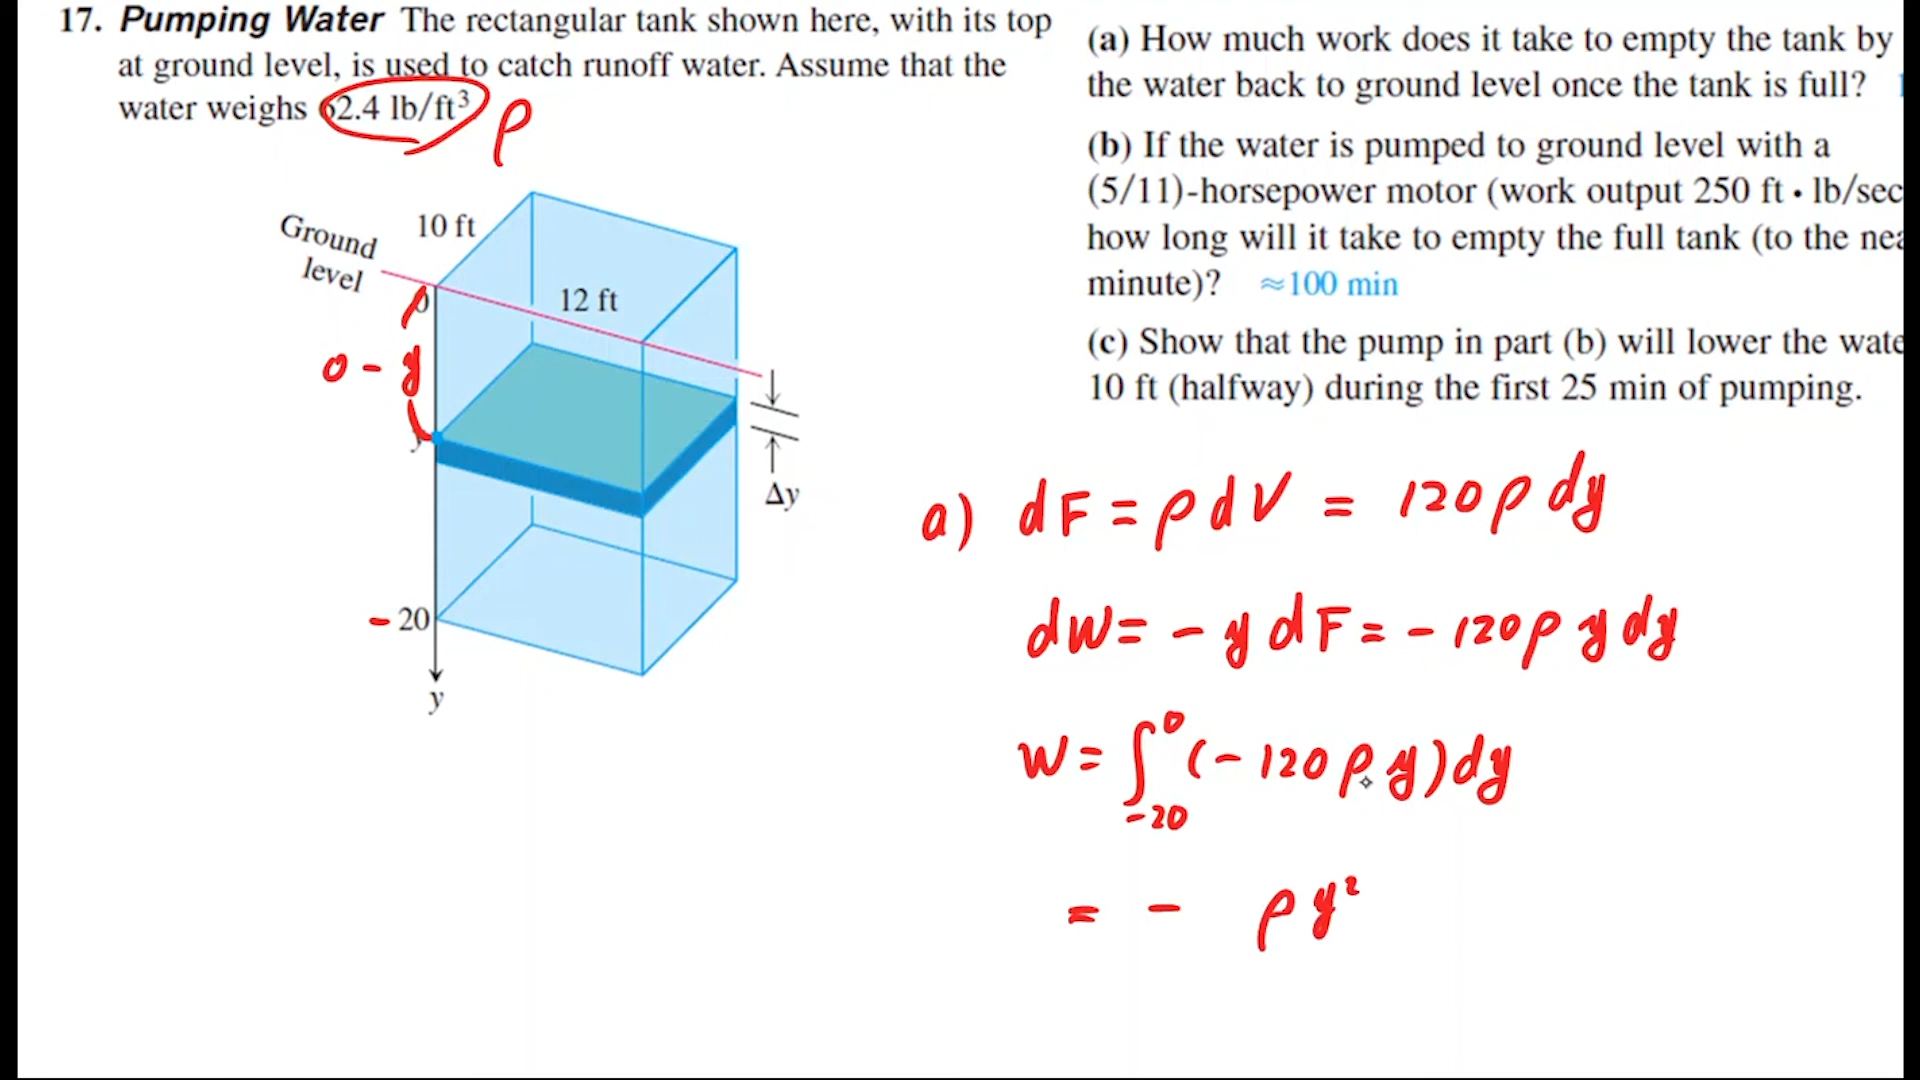 17. Pumping Water The rectangular tank shown here, with its top
at ground level, is used to catch runoff water. Assume that the
water weighs 62.4 lb/ft³
ρ
Ground
level
10 ft
0
12 ft
0 - y
y
Δy
- 20
y
(a) How much work does it take to empty the tank by
the water back to ground level once the tank is full?
(b) If the water is pumped to ground level with a
(5/11)-horsepower motor (work output 250 ft • lb/sec
how long will it take to empty the full tank (to the nea
minute)? ≈100 min
(c) Show that the pump in part (b) will lower the wate
10 ft (halfway) during the first 25 min of pumping.
a) dF = ρ dV = 120ρ dy
dW = - y dF = - 120ρ y dy
W = ∫₋₂₀⁰ (- 120 ρ y) dy
= - ρ y²